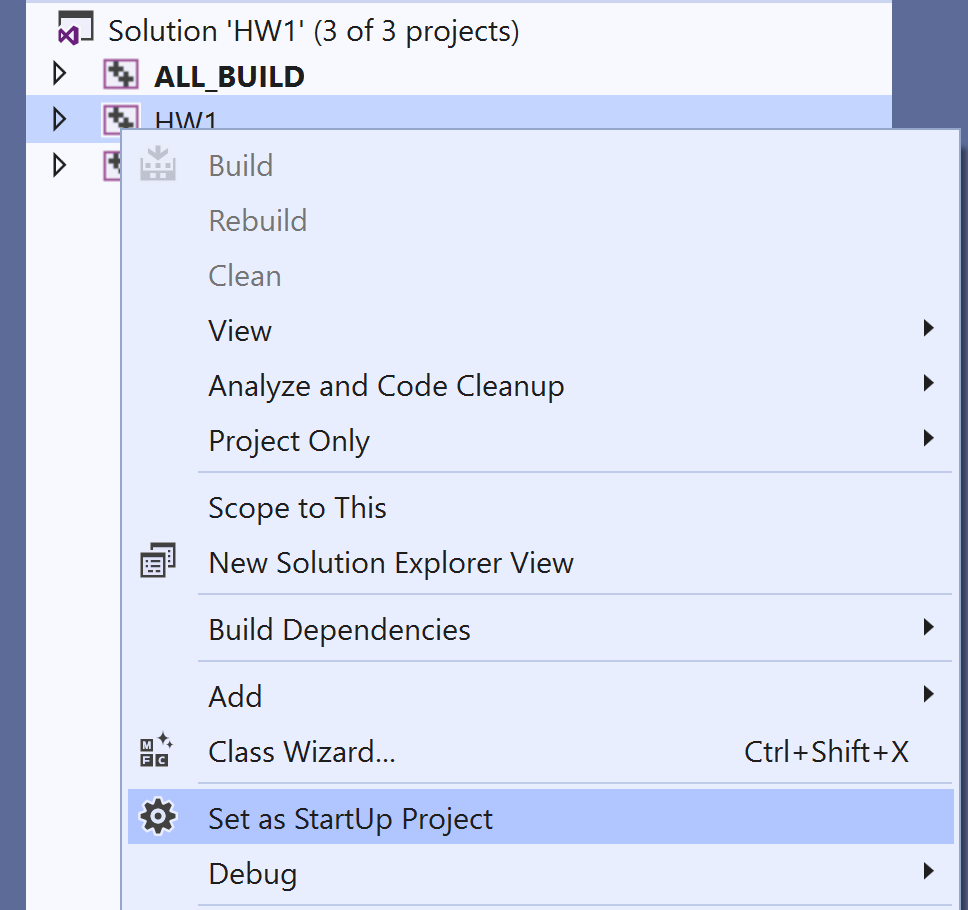 Solution 'HW1' (3 of 3 projects)
ALL_BUILD
HW1
Build
Rebuild
Clean
View
Analyze and Code Cleanup
Project Only
Scope to This
New Solution Explorer View
Build Dependencies
Add
Class Wizard... Ctrl+Shift+X
Set as StartUp Project
Debug